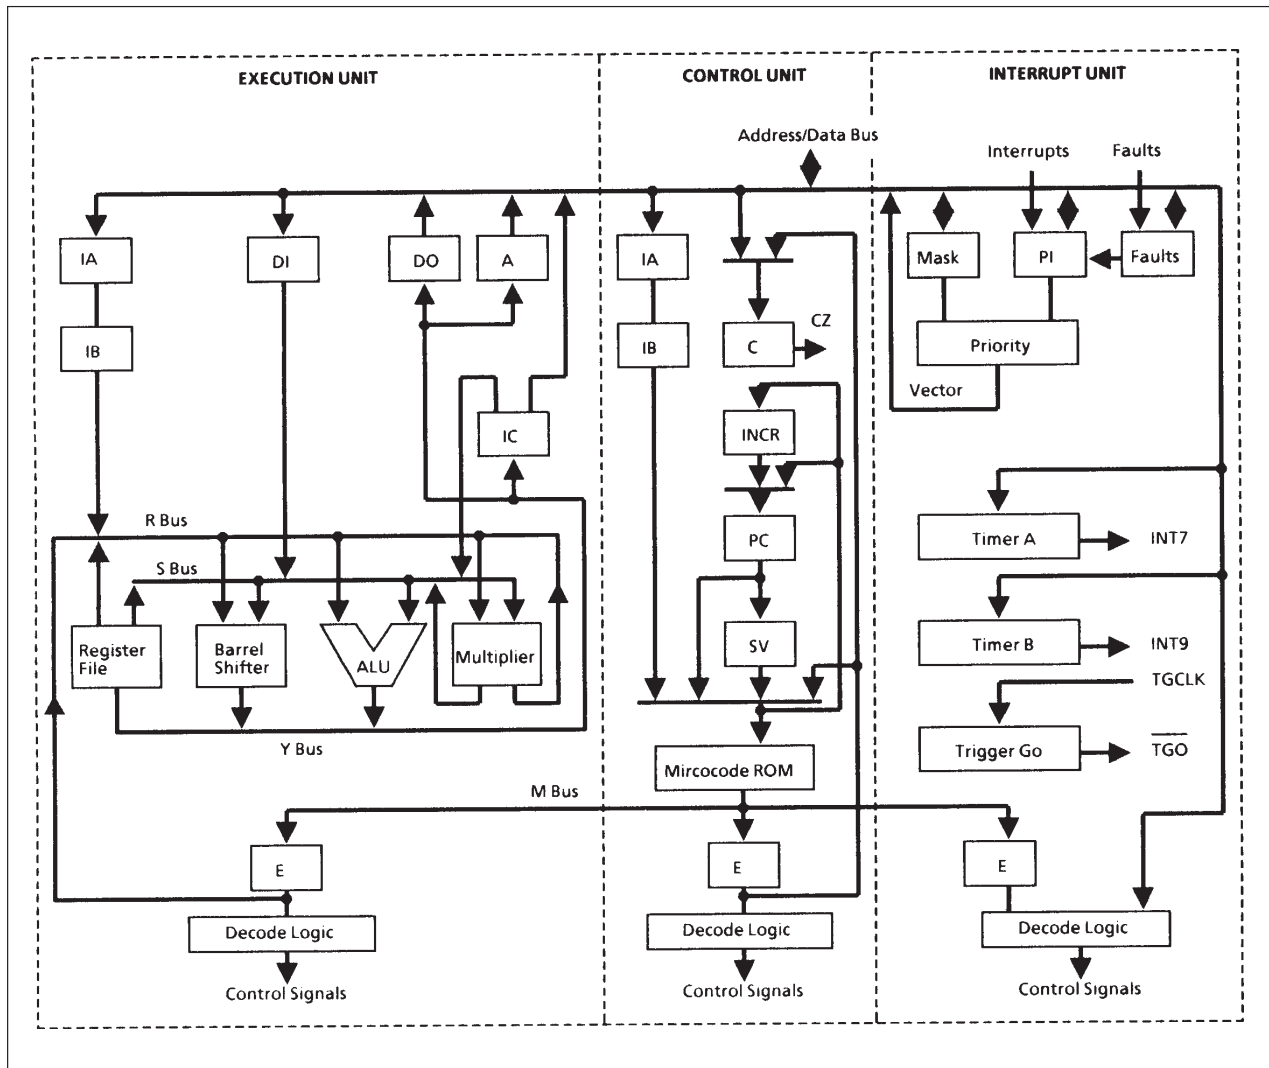 EXECUTION UNIT
CONTROL UNIT
INTERRUPT UNIT
Address/Data Bus
Interrupts
Faults
IA
DI
DO
A
IA
Mask
PI
Faults
IB
IB
C
CZ
Priority
Vector
IC
INCR
R Bus
PC
Timer A
INT7
S Bus
Register
File
Barrel
Shifter
ALU
Multiplier
SV
Timer B
INT9
TGCLK
Y Bus
Mircocode ROM
Trigger Go
TGO
M Bus
E
E
E
Decode Logic
Decode Logic
Decode Logic
Control Signals
Control Signals
Control Signals